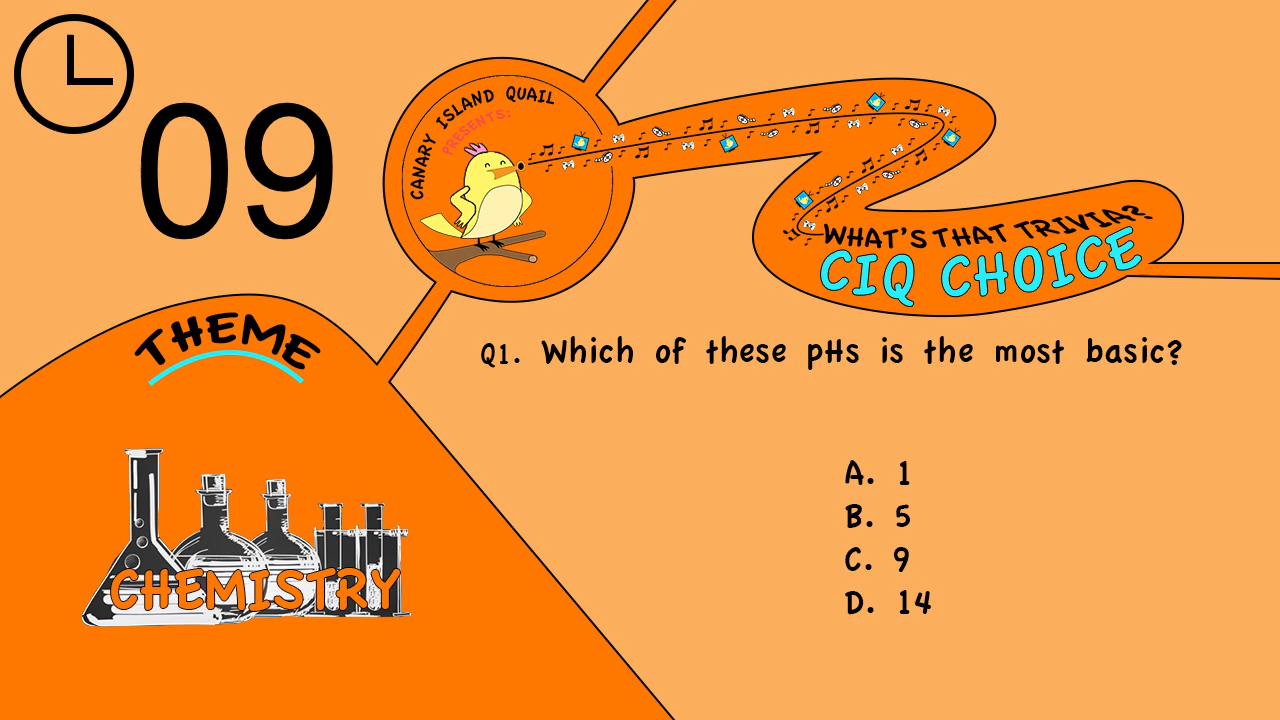 09
CANARY ISLAND QUAIL
PRESENTS:
WHAT'S THAT TRIVIA?
CIQ CHOICE
THEME
CHEMISTRY
Q1. Which of these pHs is the most basic?
A. 1
B. 5
C. 9
D. 14